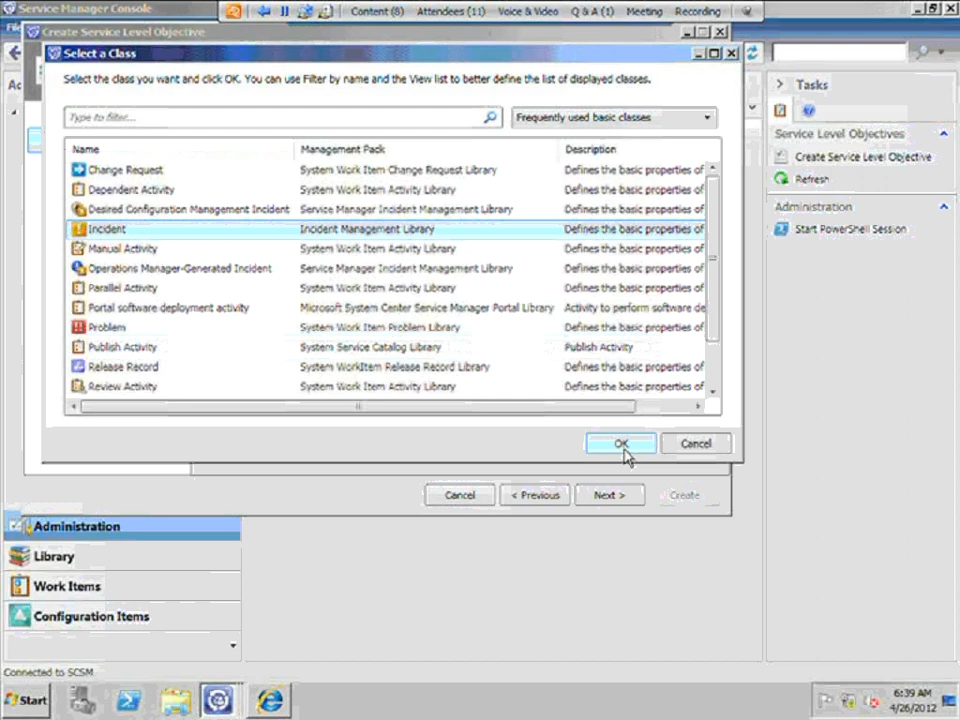 Service Manager Console
Content (8) Attendees (11) Voice & Video Q & A (1) Meeting Recording
Create Service Level Objective
Select a Class
Select the class you want and click OK. You can use Filter by name and the View list to better define the list of displayed classes.
Type to filter... Frequently used basic classes
Name Management Pack Description
Change Request System Work Item Change Request Library Defines the basic properties of
Dependent Activity System Work Item Activity Library Defines the basic properties of
Desired Configuration Management Incident Service Manager Incident Management Library Defines the basic properties of
Incident Incident Management Library Defines the basic properties of
Manual Activity System Work Item Activity Library Defines the basic properties of
Operations Manager-Generated Incident Service Manager Incident Management Library Defines the basic properties of
Parallel Activity System Work Item Activity Library Defines the basic properties of
Portal software deployment activity Microsoft System Center Service Manager Portal Library Activity to perform software de
Problem System Work Item Problem Library Defines the basic properties of
Publish Activity System Service Catalog Library Publish Activity
Release Record System WorkItem Release Record Library Defines the basic properties of
Review Activity System Work Item Activity Library Defines the basic properties of
OK Cancel
Cancel < Previous Next > Create
Tasks
Service Level Objectives
Create Service Level Objective
Refresh
Administration
Start PowerShell Session
Administration
Library
Work Items
Configuration Items
Connected to SCSM
Start
6:39 AM
4/26/2012